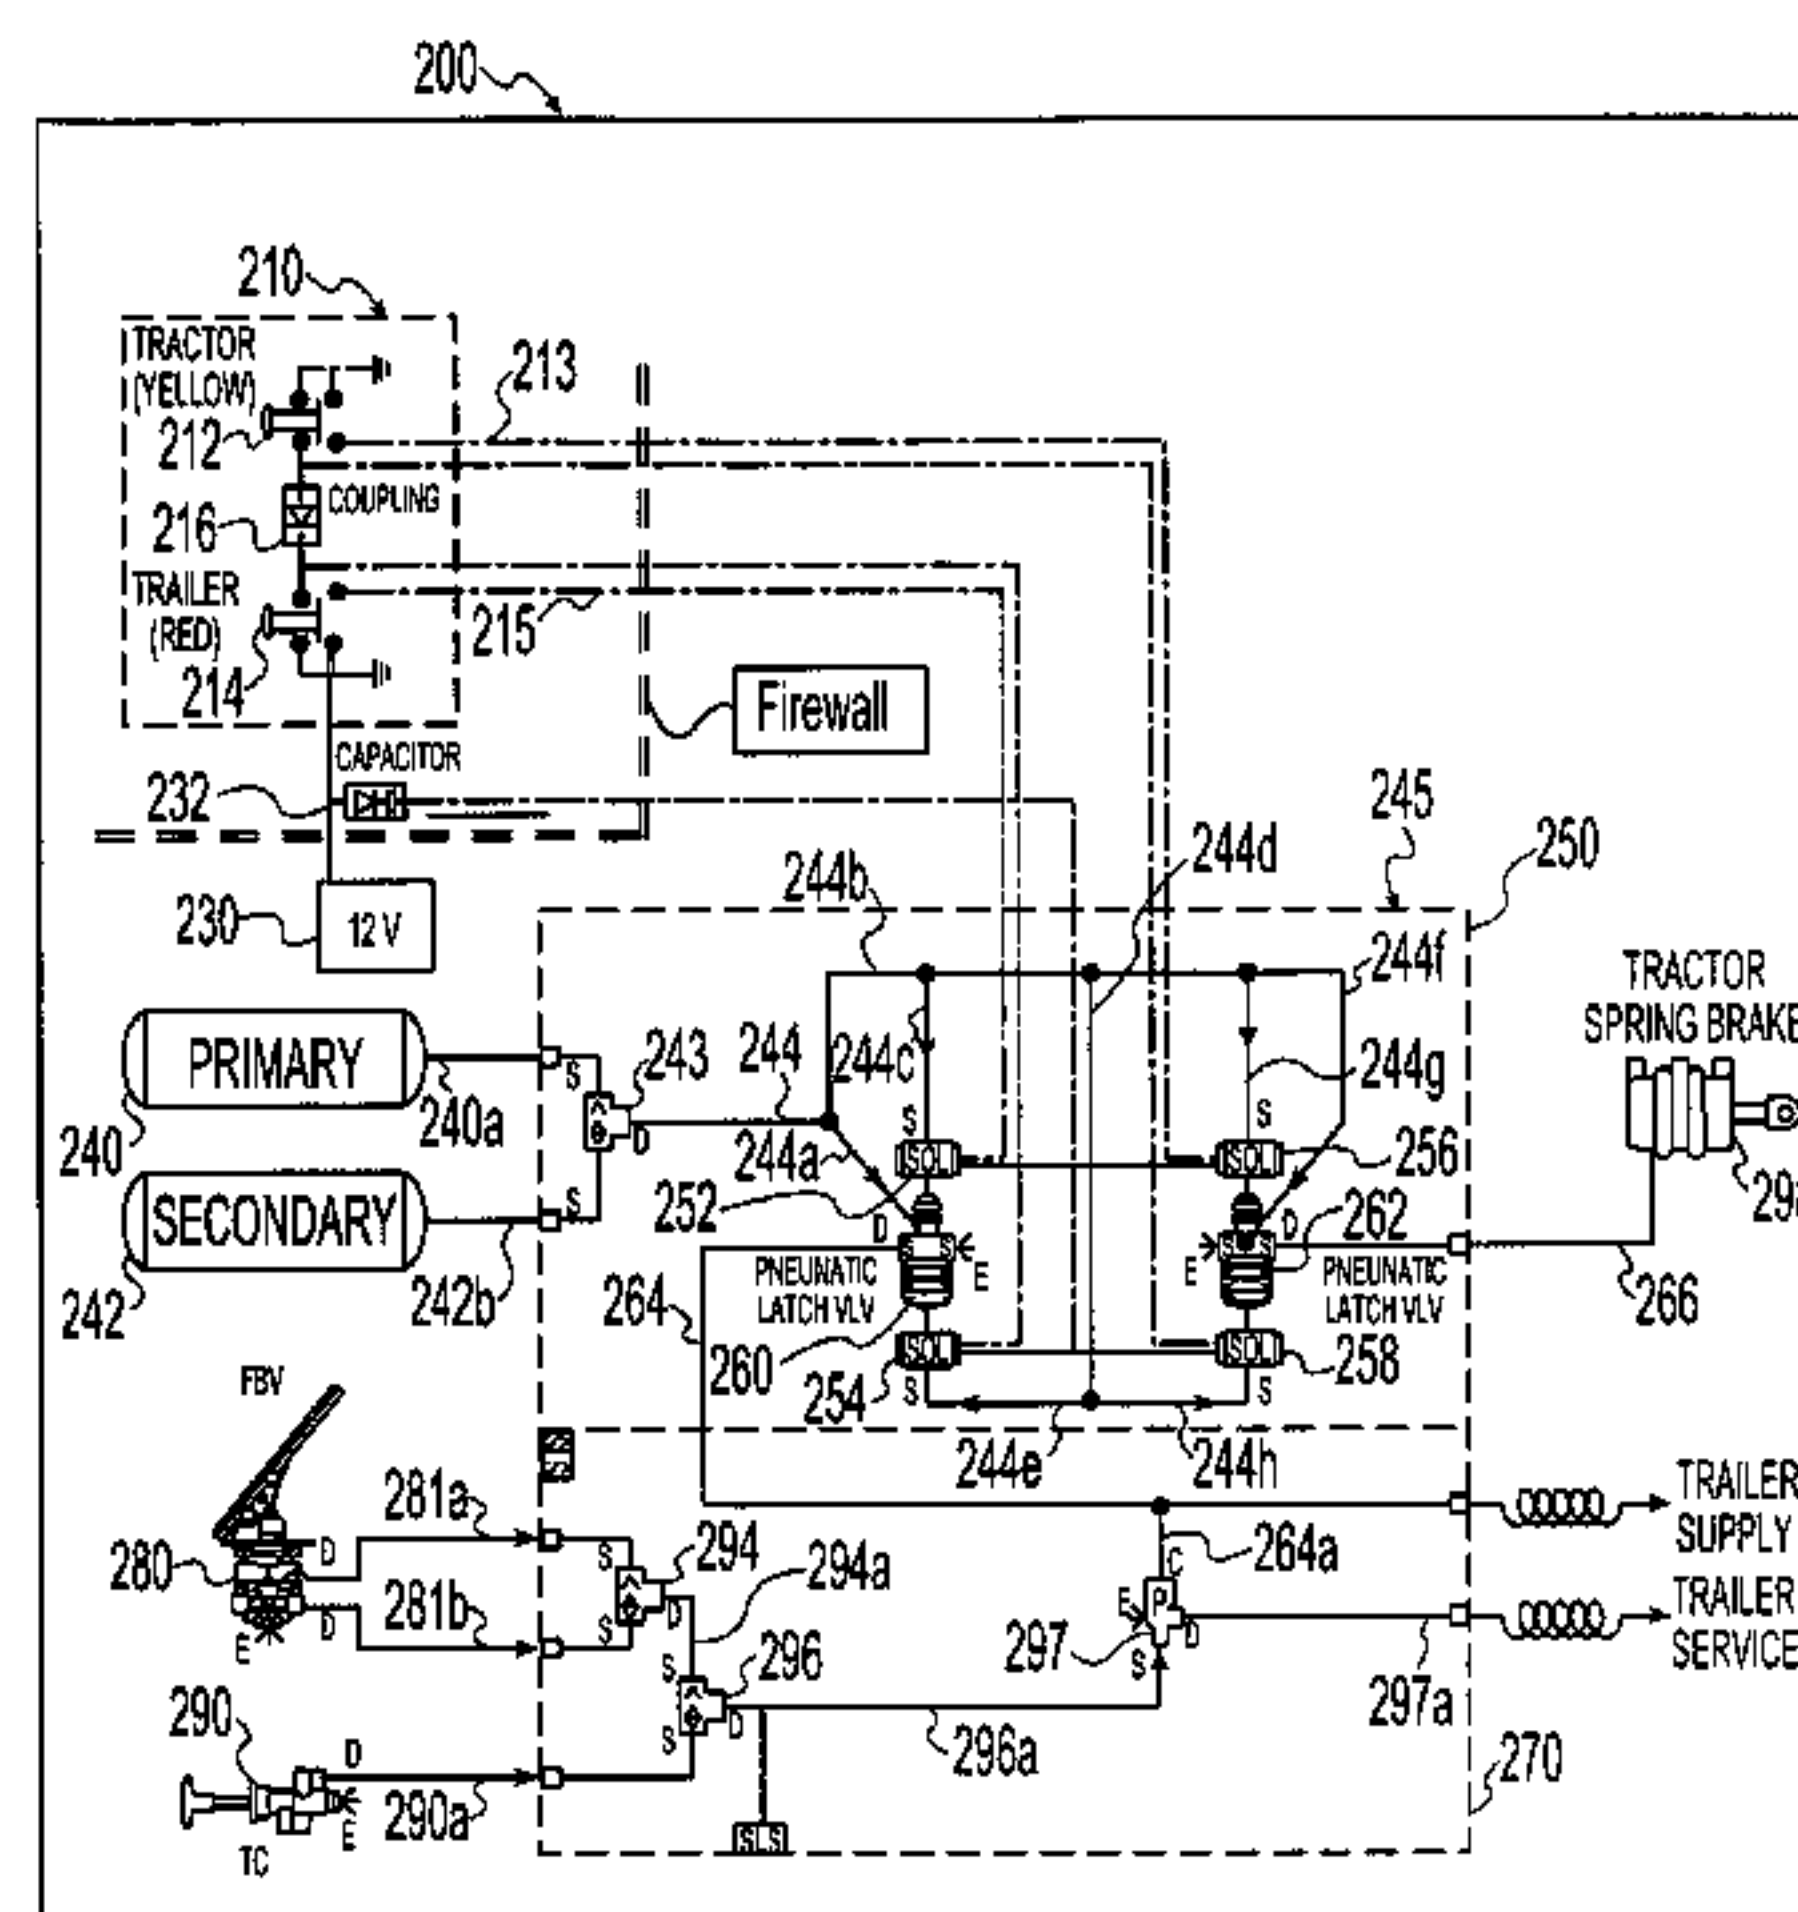 200
210
TRACTOR
(YELLOW)
212
213
COUPLING
216
TRAILER
(RED)
214
215
Firewall
CAPACITOR
232
245
250
244b
244d
230
12 V
244f
TRACTOR
SPRING BRAKE
PRIMARY
240
240a
S
243
D
244
244c
244a
S
SOL
252
S
244g
SOL
256
SECONDARY
242
242b
S
D
S S
E
PNEUNATIC
LATCH VLV
264
260
262
D
S S
E
PNEUNATIC
LATCH VLV
266
SOL
254
S
SOL
258
S
244e
244h
FBV
280
D
D
E
281a
281b
S
S
294
D
294a
264a
C
P
E
D
S
297
297a
TRAILER
SUPPLY
TRAILER
SERVICE
S
S
296
D
296a
290
D
E
TC
290a
SLS
270